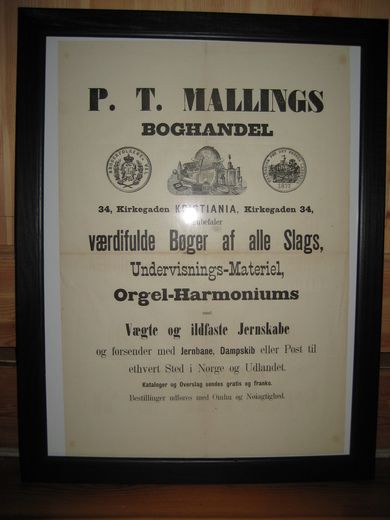 P. T. MALLINGS
BOGHANDEL
1877
34, Kirkegaden KRISTIANIA, Kirkegaden 34,
anbefaler
værdifulde Bøger af alle Slags,
Undervisnings-Materiel,
Orgel-Harmoniums
samt
Vægte og ildfaste Jernskabe
og forsender med Jernbane, Dampskib eller Post til
ethvert Sted i Norge og Udlandet.
Kataloger og Overslag sendes gratis og franko.
Bestillinger udføres med Omhu og Nøiagtighed.